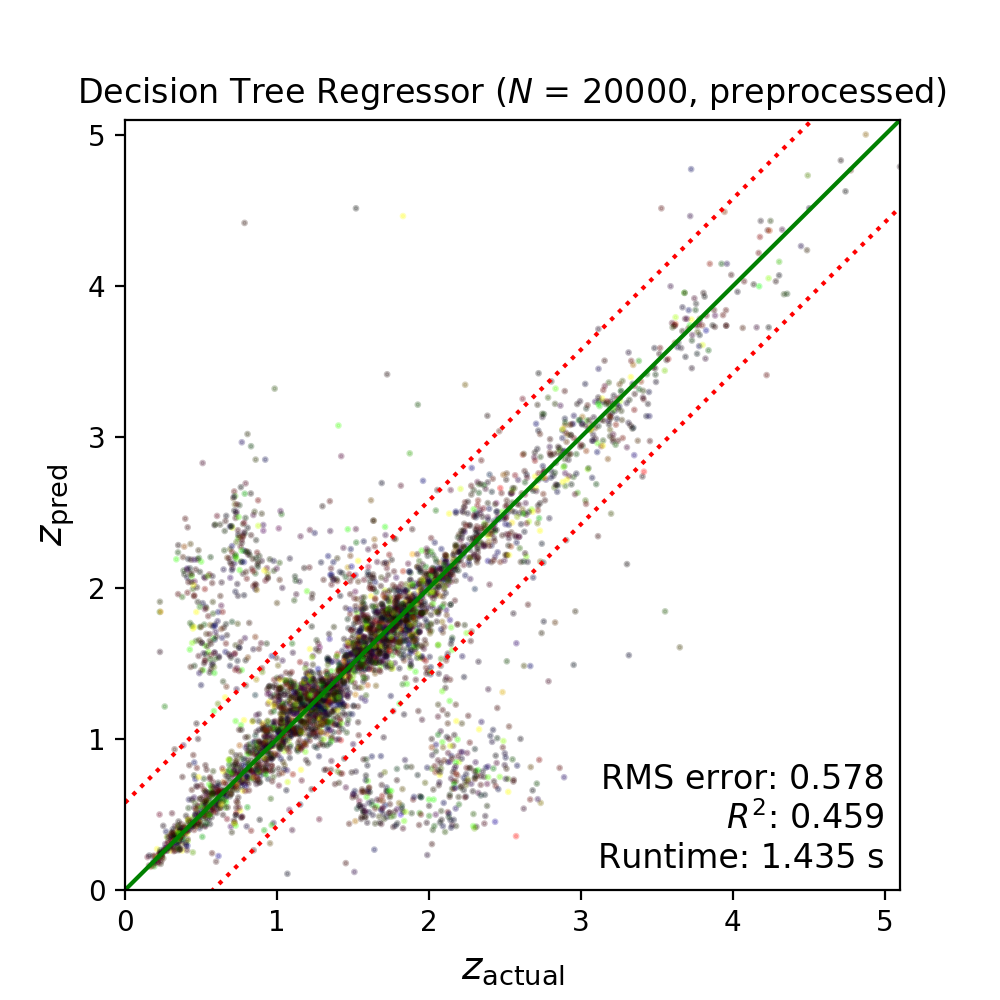 Decision Tree Regressor (N = 20000, preprocessed)
5
4
3
2
1
0
z_pred
RMS error: 0.578
R²: 0.459
Runtime: 1.435 s
0 1 2 3 4 5
z_actual